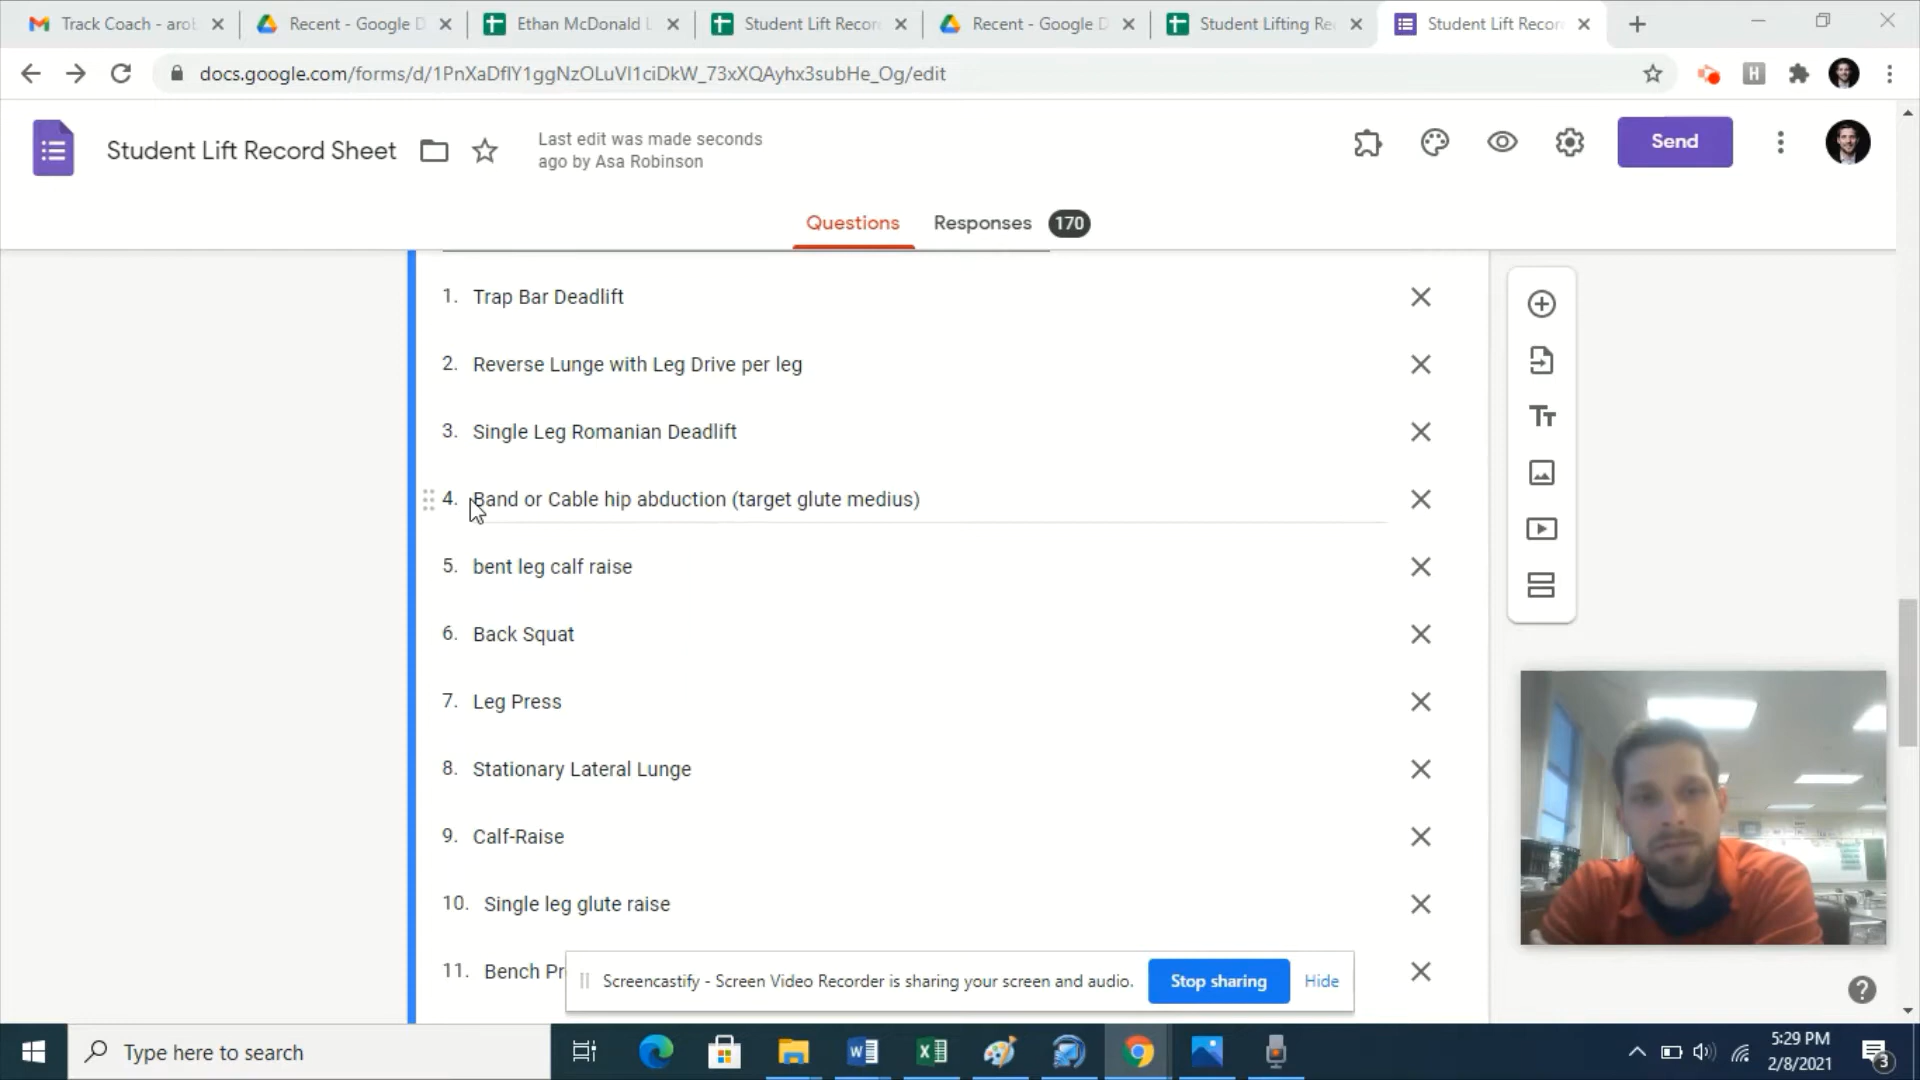 Track Coach - arol
Recent - Google D
Ethan McDonald L
Student Lift Recor
Recent - Google D
Student Lifting Re
Student Lift Recor
docs.google.com/forms/d/1PnXaDflY1ggNzOLuVl1ciDkW_73xXQAyhx3subHe_Og/edit
H
Student Lift Record Sheet
Last edit was made seconds
ago by Asa Robinson
Send
Questions
Responses 170
1. Trap Bar Deadlift
2. Reverse Lunge with Leg Drive per leg
3. Single Leg Romanian Deadlift
4. Band or Cable hip abduction (target glute medius)
5. bent leg calf raise
6. Back Squat
7. Leg Press
8. Stationary Lateral Lunge
9. Calf-Raise
10. Single leg glute raise
11. Bench Pr
Screencastify - Screen Video Recorder is sharing your screen and audio.
Stop sharing
Hide
Type here to search
5:29 PM
2/8/2021
3